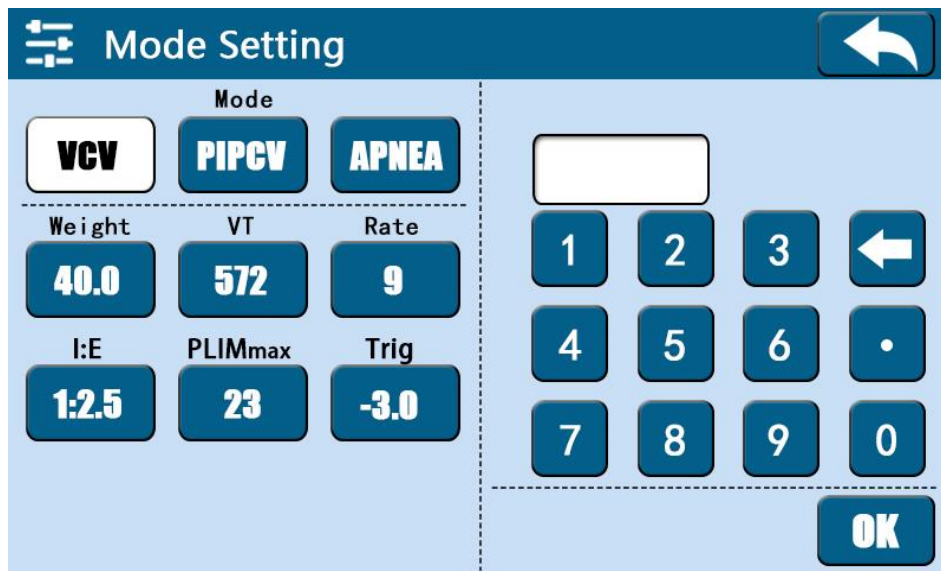 Mode Setting
Mode
VCV PIPCV APNEA
Weight VT Rate
40.0 572 9
I:E PLIMmax Trig
1:2.5 23 -3.0
1 2 3
4 5 6 •
7 8 9 0
OK